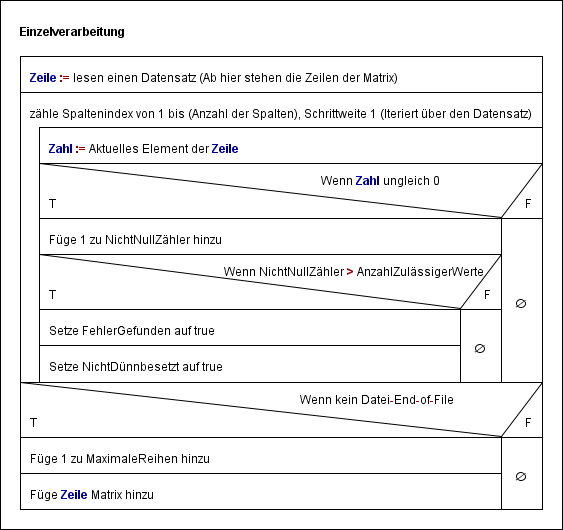 Einzelverarbeitung
Zeile := lesen einen Datensatz (Ab hier stehen die Zeilen der Matrix)
zähle Spaltenindex von 1 bis (Anzahl der Spalten), Schrittweite 1 (Iteriert über den Datensatz)
Zahl := Aktuelles Element der Zeile
Wenn Zahl ungleich 0
T
F
Füge 1 zu NichtNullZähler hinzu
Wenn NichtNullZähler > AnzahlZulässigerWerte
T
F
∅
Setze FehlerGefunden auf true
∅
Setze NichtDünnbesetzt auf true
Wenn kein Datei-End-of-File
T
F
Füge 1 zu MaximaleReihen hinzu
∅
Füge Zeile Matrix hinzu